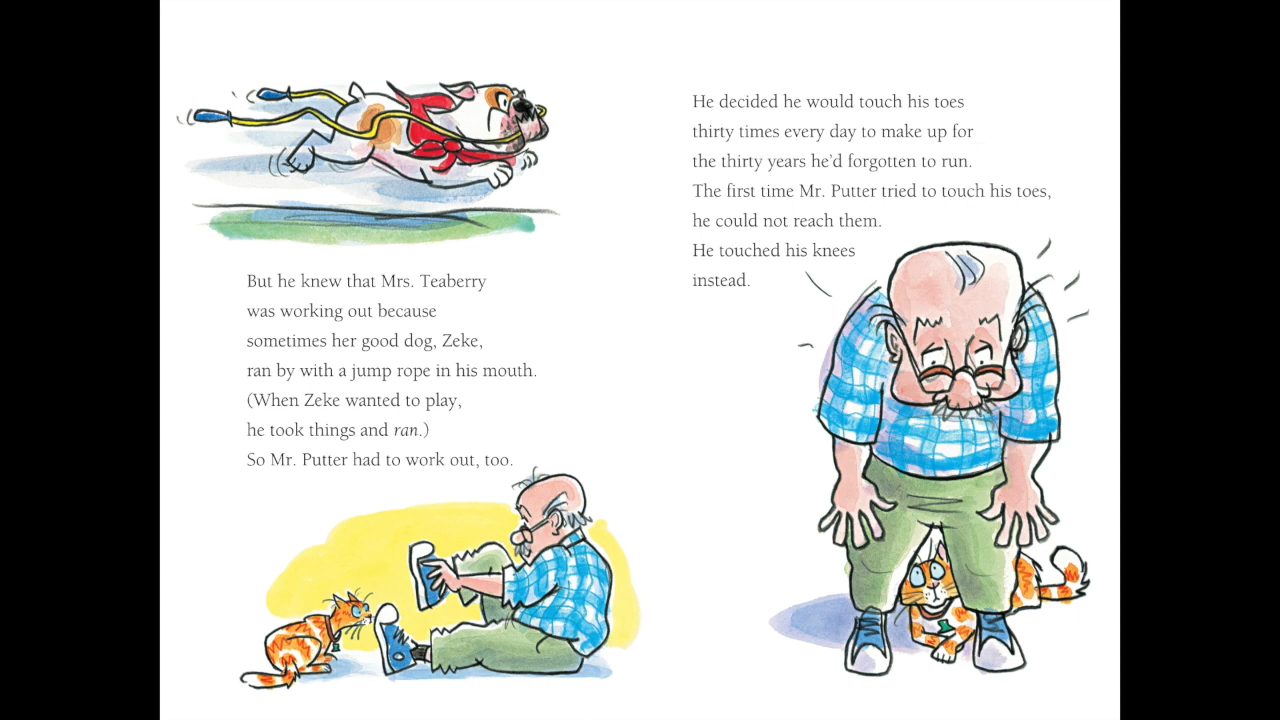 But he knew that Mrs. Teaberry
was working out because
sometimes her good dog, Zeke,
ran by with a jump rope in his mouth.
(When Zeke wanted to play,
he took things and ran.)
So Mr. Putter had to work out, too.
He decided he would touch his toes
thirty times every day to make up for
the thirty years he’d forgotten to run.
The first time Mr. Putter tried to touch his toes,
he could not reach them.
He touched his knees
instead.